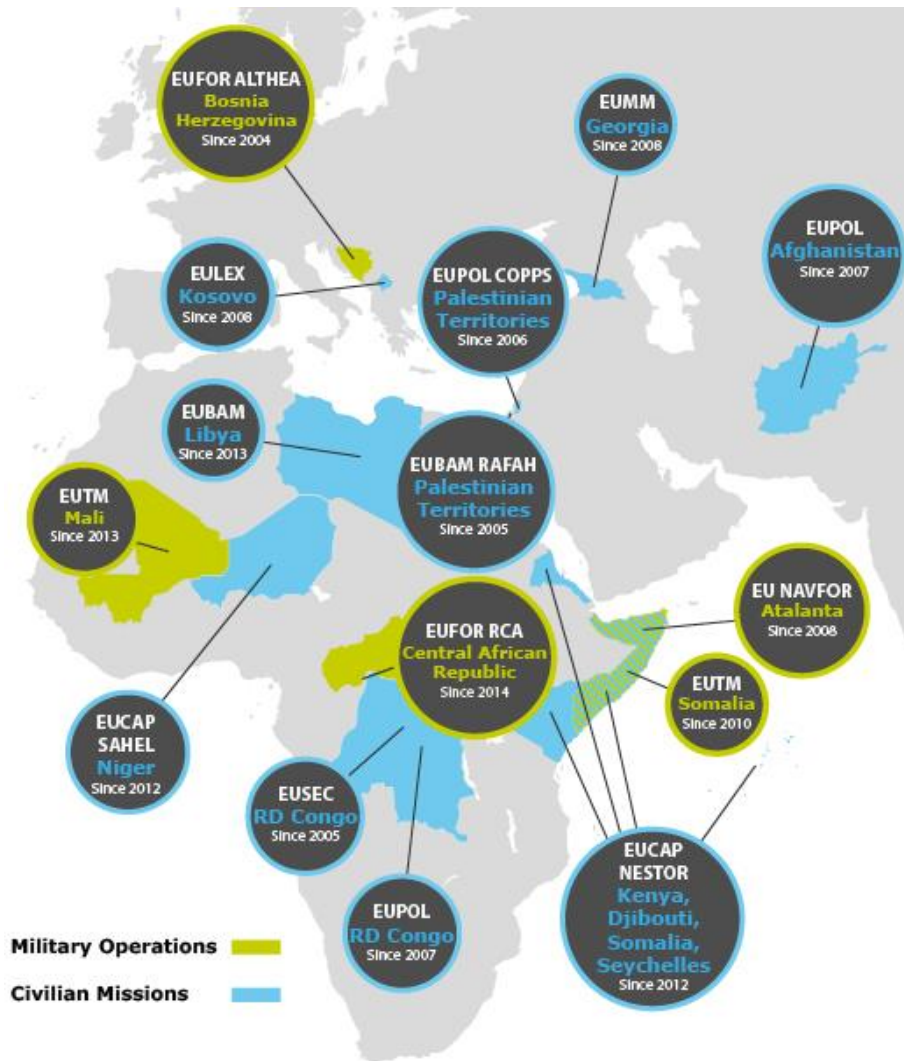 EUFOR ALTHEA
Bosnia
Herzegovina
Since 2004
EUMM
Georgia
Since 2008
EUPOL
Afghanistan
Since 2007
EULEX
Kosovo
Since 2008
EUPOL COPPS
Palestinian
Territories
Since 2006
EUBAM
Libya
Since 2013
EUBAM RAFAH
Palestinian
Territories
Since 2005
EUTM
Mali
Since 2013
EU NAVFOR
Atalanta
Since 2008
EUFOR RCA
Central African
Republic
Since 2014
EUTM
Somalia
Since 2010
EUCAP
SAHEL
Niger
Since 2012
EUSEC
RD Congo
Since 2005
EUPOL
RD Congo
Since 2007
EUCAP
NESTOR
Kenya,
Djibouti,
Somalia,
Seychelles
Since 2012
Military Operations
Civilian Missions